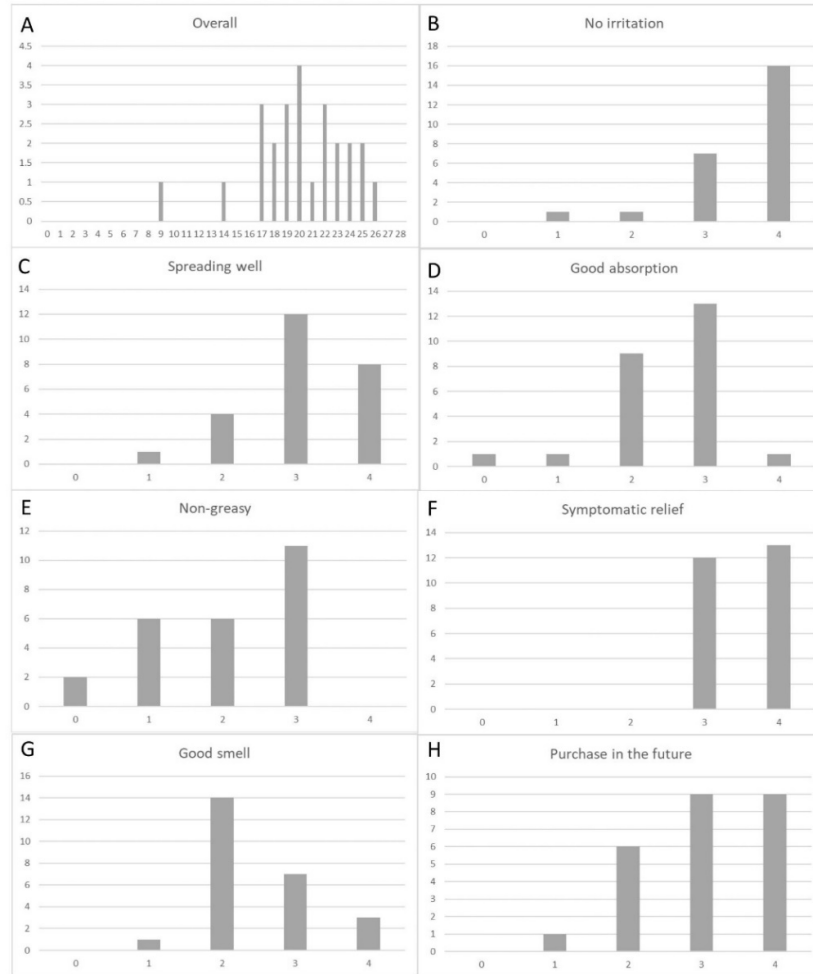 A
Overall
4.5
4
3.5
3
2.5
2
1.5
1
0.5
0
0 1 2 3 4 5 6 7 8 9 10 11 12 13 14 15 16 17 18 19 20 21 22 23 24 25 26 27 28
B
No irritation
18
16
14
12
10
8
6
4
2
0
0 1 2 3 4
C
Spreading well
14
12
10
8
6
4
2
0
0 1 2 3 4
D
Good absorption
14
12
10
8
6
4
2
0
0 1 2 3 4
E
Non-greasy
12
10
8
6
4
2
0
0 1 2 3 4
F
Symptomatic relief
14
12
10
8
6
4
2
0
0 1 2 3 4
G
Good smell
16
14
12
10
8
6
4
2
0
0 1 2 3 4
H
Purchase in the future
10
9
8
7
6
5
4
3
2
1
0
0 1 2 3 4